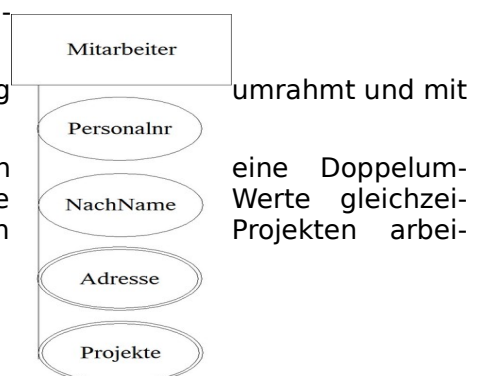 -
Mitarbeiter
g umrahmt und mit
Personalnr
n eine Doppelum-
e Werte gleichzei-
NachName
n Projekten arbei-
Adresse
Projekte